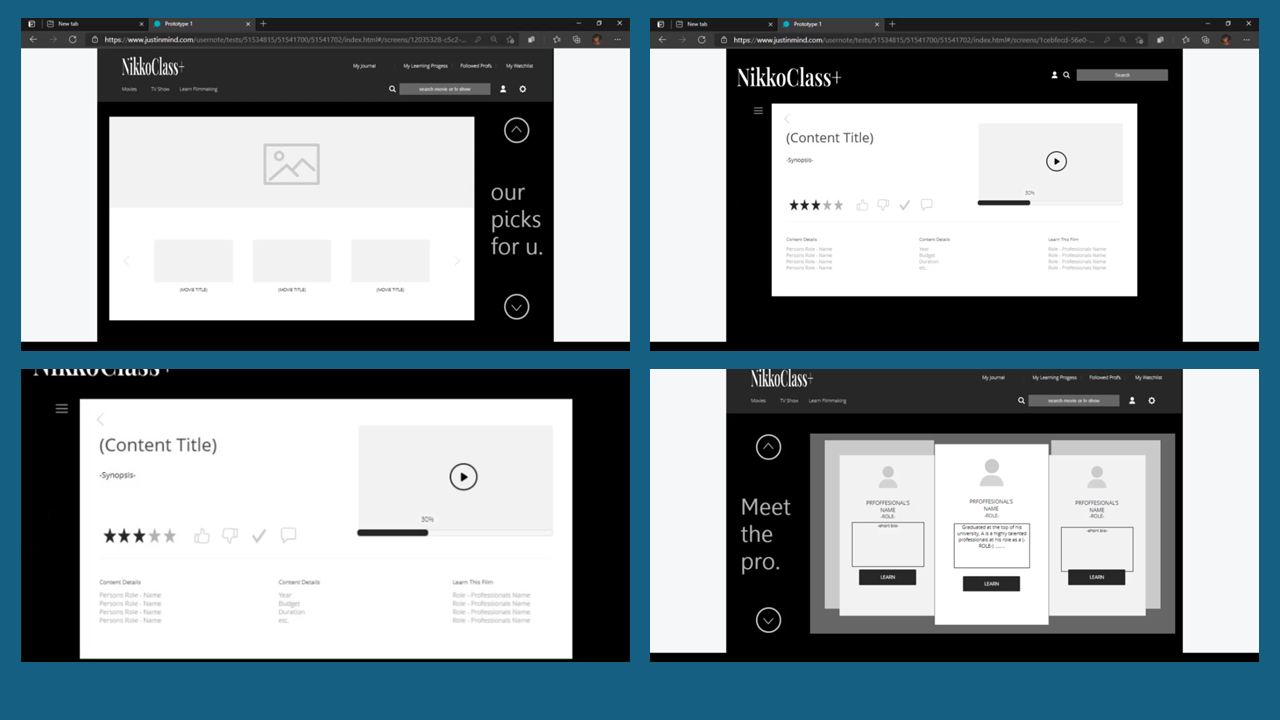 New tab
Prototype 1
https://www.justinmind.com/usernote/tests/51534815/51541700/51541702/index.html#/screens/12035328-c5c2-...
NikkoClass+
My Journal
My Learning Progess
Followed Profs.
My Watchlist
Movies
TV Show
Learn Filmmaking
search movie or tv show
our
picks
for u.
(MOVIE TITLE)
(MOVIE TITLE)
(MOVIE TITLE)
New tab
Prototype 1
https://www.justinmind.com/usernote/tests/51534815/51541700/51541702/index.html#/screens/1cebfecd-56e0-...
NikkoClass+
Search
(Content Title)
-Synopsis-
30%
Content Details
Persons Role - Name
Persons Role - Name
Persons Role - Name
Persons Role - Name
Content Details
Year
Budget
Duration
etc.
Learn This Film
Role - Professionals Name
Role - Professionals Name
Role - Professionals Name
Role - Professionals Name
NikkoClass+
(Content Title)
-Synopsis-
30%
Content Details
Persons Role - Name
Persons Role - Name
Persons Role - Name
Persons Role - Name
Content Details
Year
Budget
Duration
etc.
Learn This Film
Role - Professionals Name
Role - Professionals Name
Role - Professionals Name
Role - Professionals Name
NikkoClass+
My Journal
My Learning Progess
Followed Profs.
My Watchlist
Movies
TV Show
Learn Filmmaking
search movie or tv show
Meet
the
pro.
PRFOFFESIONAL'S
NAME
-ROLE-
-short bio-
LEARN
PRFOFFESIONAL'S
NAME
-ROLE-
Graduated at the top of his
university, A is a highly talented
professionals at his role as a (-
ROLE-) ........
LEARN
PRFOFFESIONAL'S
NAME
-ROLE-
-short bio-
LEARN